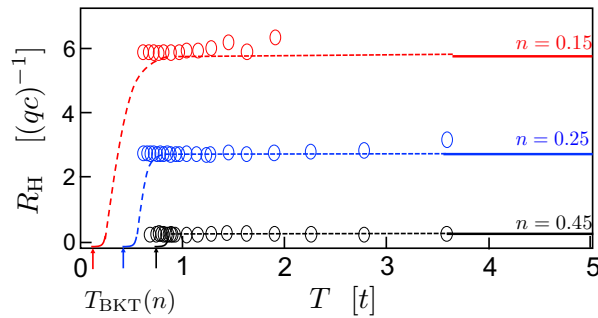 6
4
2
0
R_H [(qc)^{-1}]
n = 0.15
n = 0.25
n = 0.45
1
2
3
4
5
T_BKT(n)
T [t]